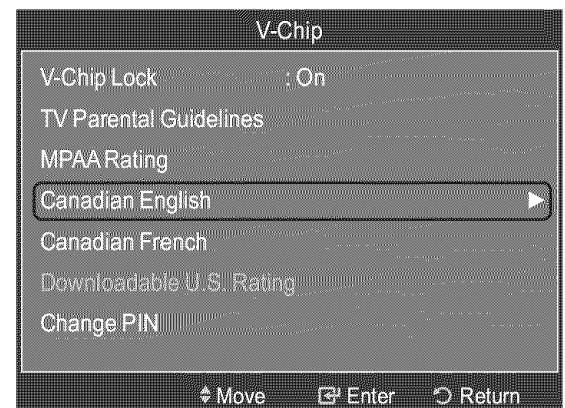 V-Chip
V-Chip Lock : On
TV Parental Guidelines
MPAA Rating
Canadian English
Canadian French
Downloadable U.S. Rating
Change PIN
Move Enter Return